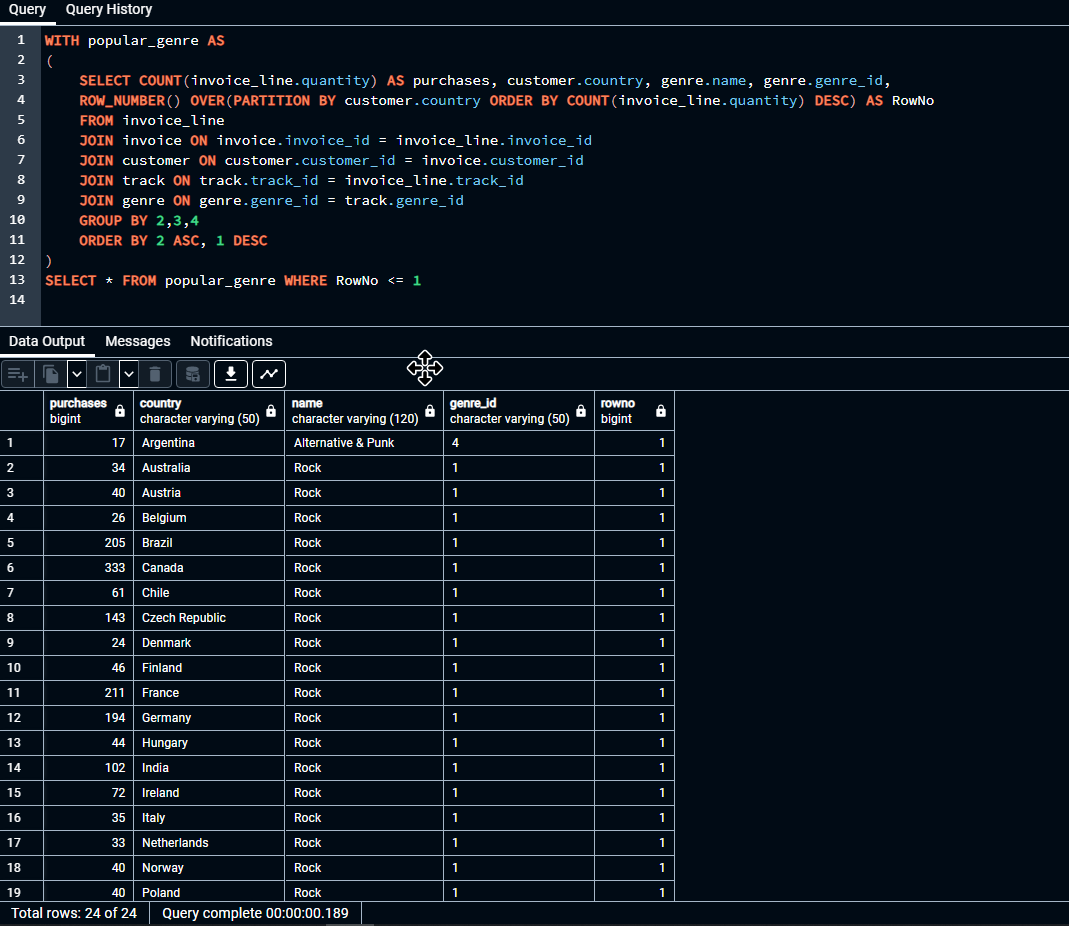 Query Query History
1 WITH popular_genre AS
2 (
3 SELECT COUNT(invoice_line.quantity) AS purchases, customer.country, genre.name, genre.genre_id,
4 ROW_NUMBER() OVER(PARTITION BY customer.country ORDER BY COUNT(invoice_line.quantity) DESC) AS RowNo
5 FROM invoice_line
6 JOIN invoice ON invoice.invoice_id = invoice_line.invoice_id
7 JOIN customer ON customer.customer_id = invoice.customer_id
8 JOIN track ON track.track_id = invoice_line.track_id
9 JOIN genre ON genre.genre_id = track.genre_id
10 GROUP BY 2,3,4
11 ORDER BY 2 ASC, 1 DESC
12 )
13 SELECT * FROM popular_genre WHERE RowNo <= 1
14
Data Output Messages Notifications
purchases country name genre_id rowno
bigint character varying (50) character varying (120) character varying (50) bigint
1 17 Argentina Alternative & Punk 4 1
2 34 Australia Rock 1 1
3 40 Austria Rock 1 1
4 26 Belgium Rock 1 1
5 205 Brazil Rock 1 1
6 333 Canada Rock 1 1
7 61 Chile Rock 1 1
8 143 Czech Republic Rock 1 1
9 24 Denmark Rock 1 1
10 46 Finland Rock 1 1
11 211 France Rock 1 1
12 194 Germany Rock 1 1
13 44 Hungary Rock 1 1
14 102 India Rock 1 1
15 72 Ireland Rock 1 1
16 35 Italy Rock 1 1
17 33 Netherlands Rock 1 1
18 40 Norway Rock 1 1
19 40 Poland Rock 1 1
Total rows: 24 of 24 Query complete 00:00:00.189